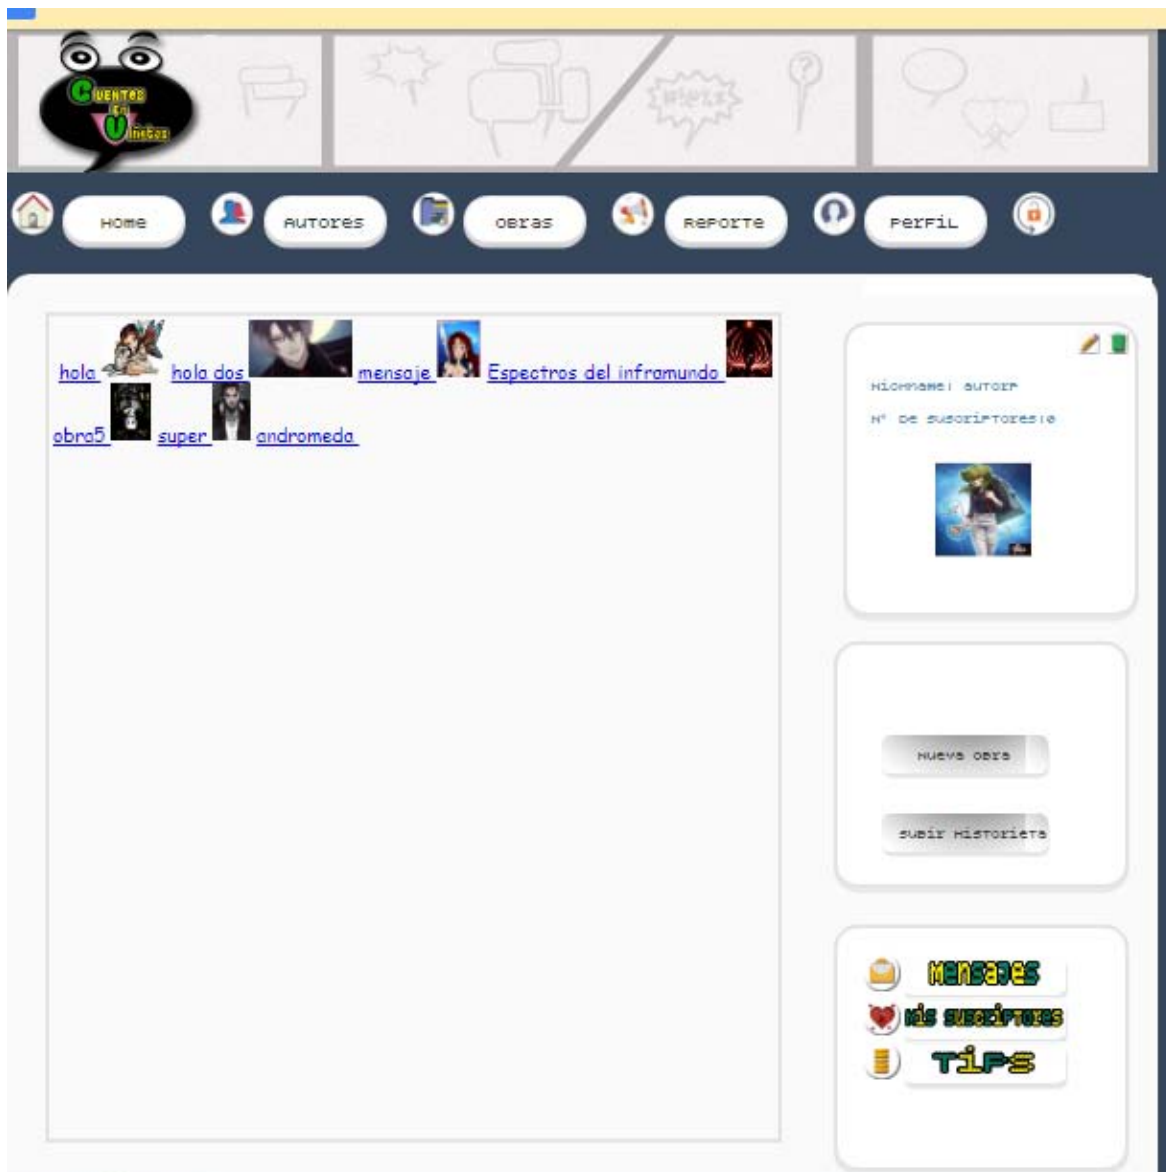 Cuentos
En
Viñetas
#!@%*
?
Home
Autores
Obras
Reporte
Perfil
hola hola dos mensaje Espectros del inframundo
obra5 super andromeda
Nickname: autorp
N° de suscriptores:0
Nueva Obra
Subir Historieta
Mensajes
Mis suscriptores
Tips